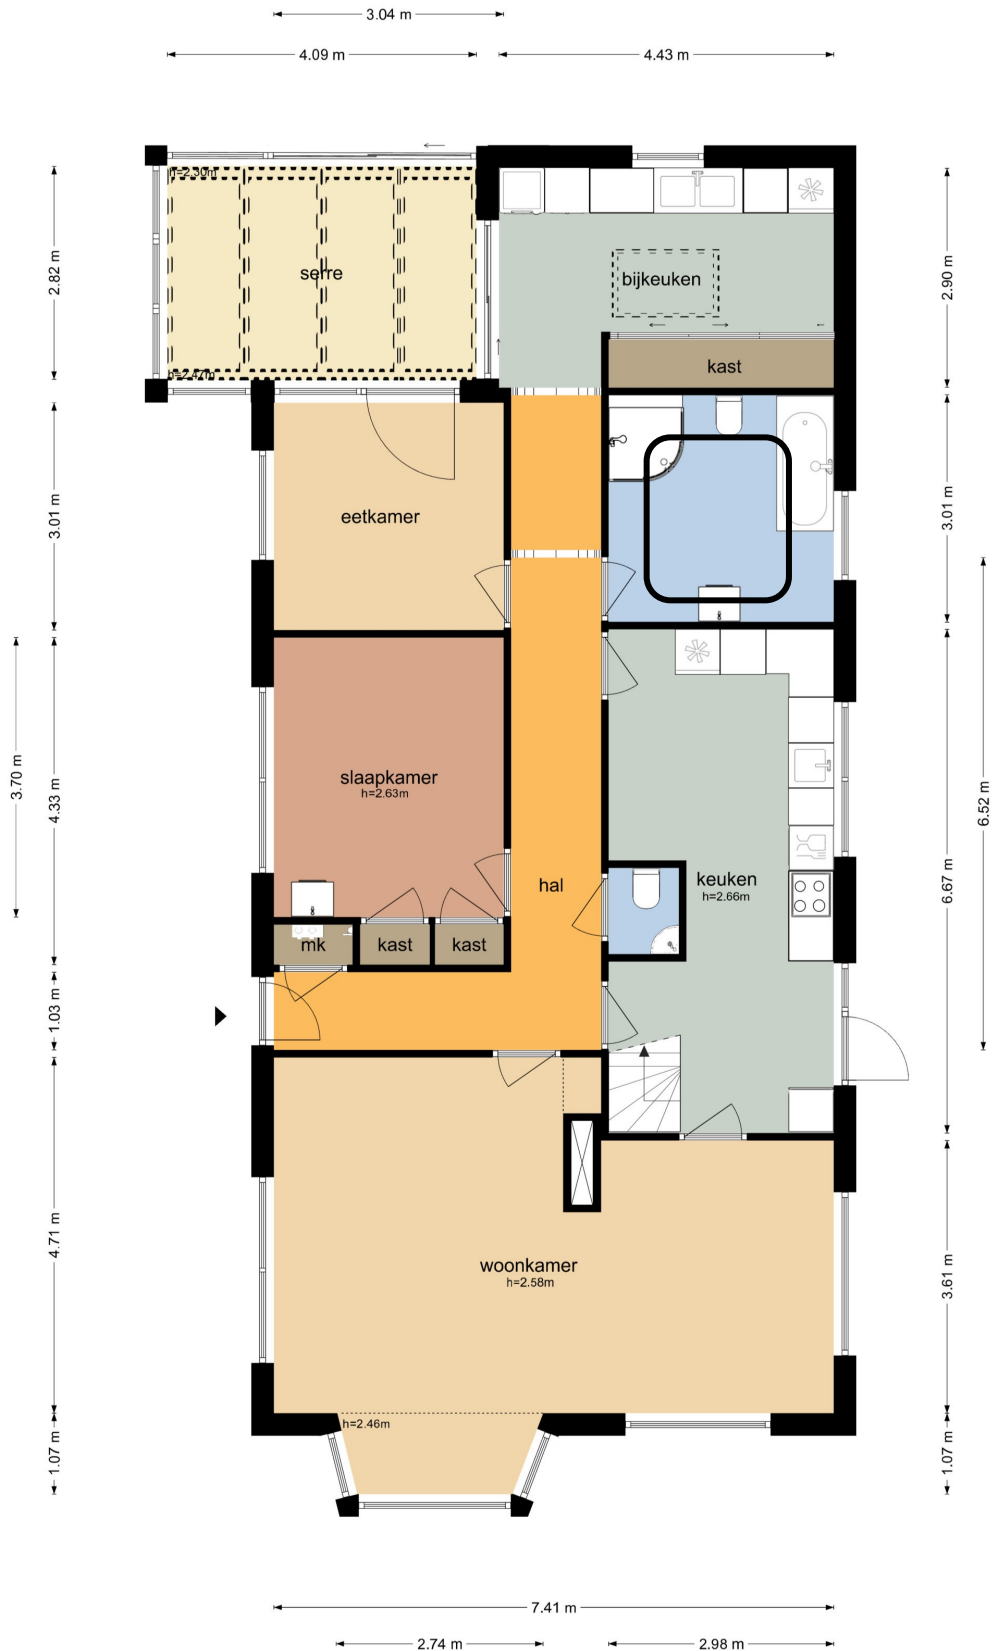 3.04 m
4.09 m
4.43 m
h=2.30m
serre
2.82 m
bijkeuken
2.90 m
h=2.47m
kast
eetkamer
3.01 m
3.01 m
slaapkamer
h=2.63m
3.70 m
4.33 m
6.52 m
hal
keuken
h=2.66m
6.67 m
mk
kast
kast
1.03 m
woonkamer
h=2.58m
4.71 m
3.61 m
h=2.46m
1.07 m
1.07 m
7.41 m
2.74 m
2.98 m